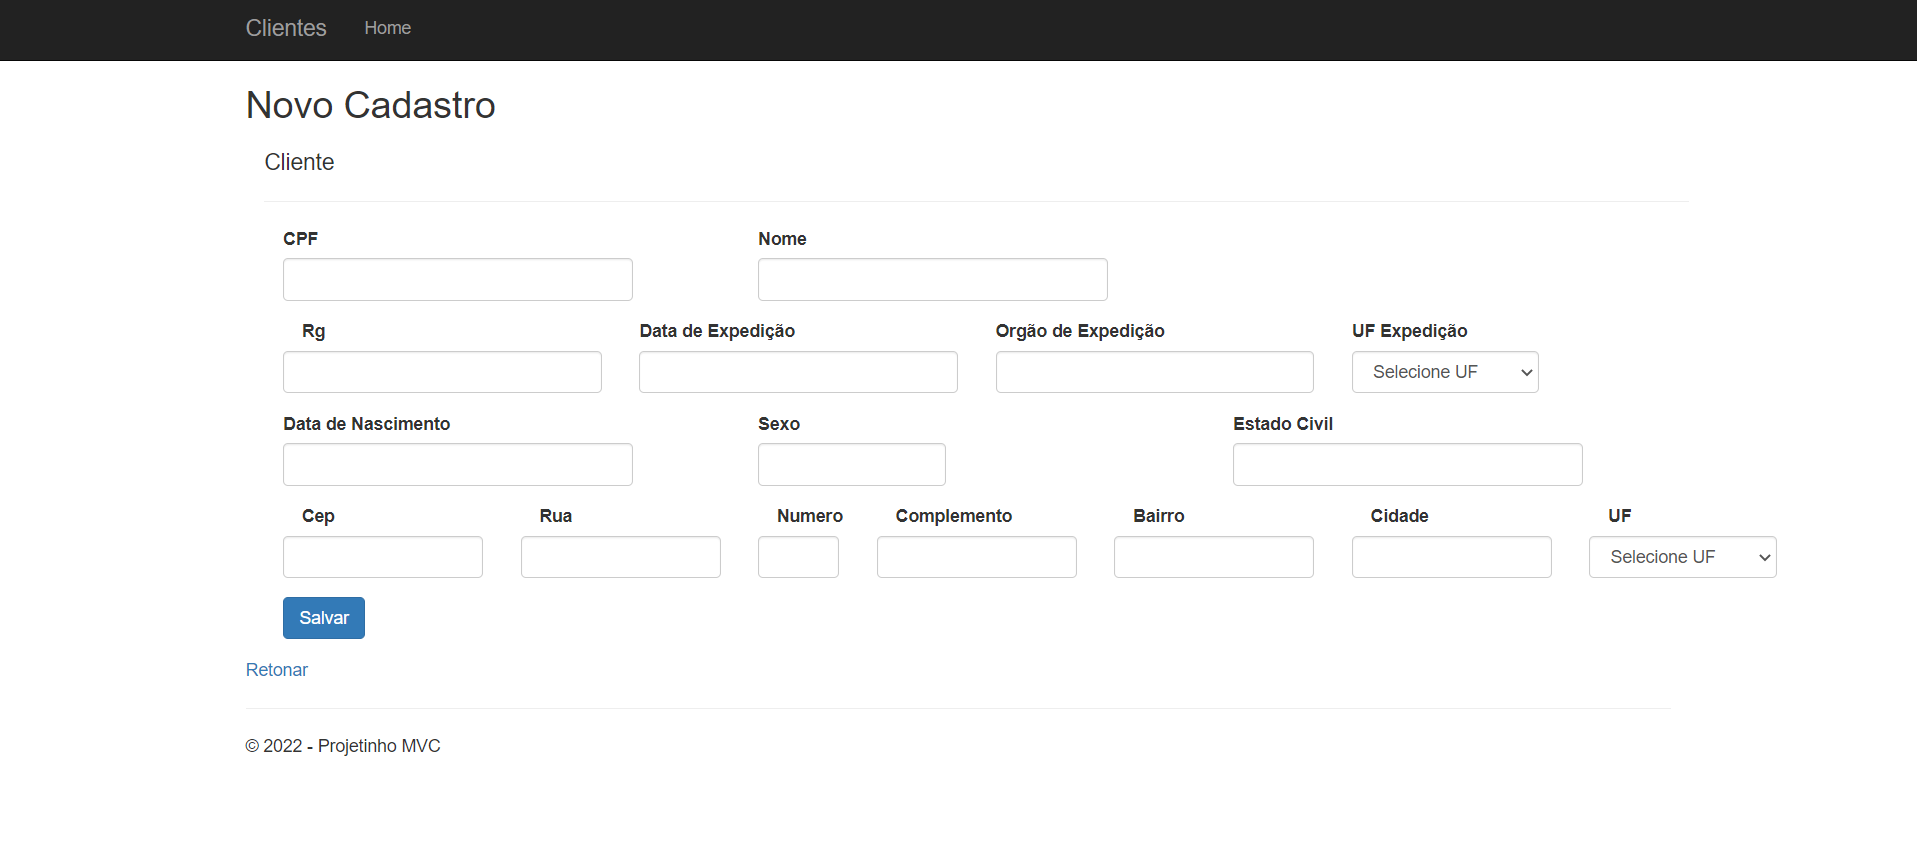 Clientes Home
Novo Cadastro
Cliente
CPF Nome
Rg Data de Expedição Orgão de Expedição UF Expedição
Selecione UF
Data de Nascimento Sexo Estado Civil
Cep Rua Numero Complemento Bairro Cidade UF
Selecione UF
Salvar
Retonar
© 2022 - Projetinho MVC